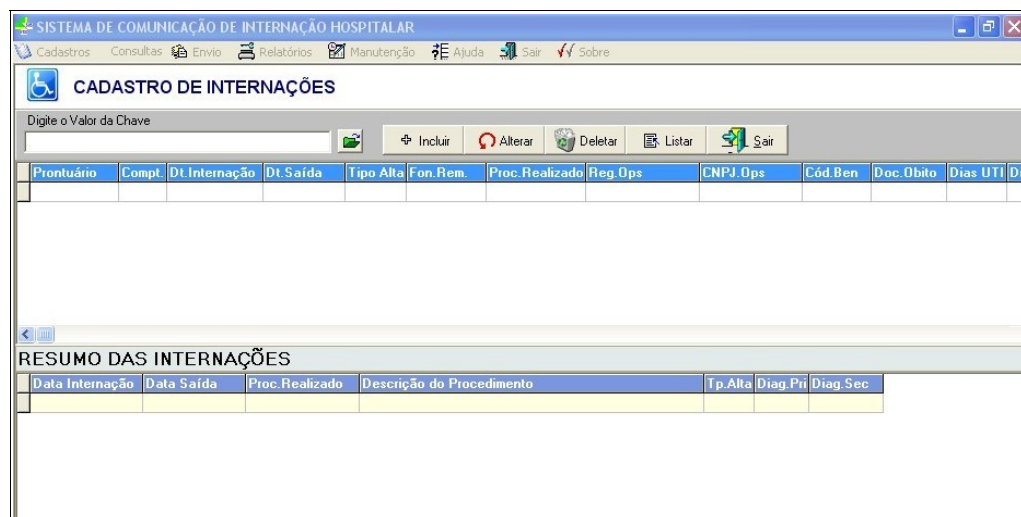 SISTEMA DE COMUNICAÇÃO DE INTERNAÇÃO HOSPITALAR
Cadastros Consultas Envio Relatórios Manutenção Ajuda Sair Sobre
CADASTRO DE INTERNAÇÕES
Digite o Valor da Chave
Incluir Alterar Deletar Listar Sair
Prontuário Compt. Dt.Internação Dt.Saída Tipo Alta Fon.Rem. Proc.Realizado Reg.Ops CNPJ.Ops Cód.Ben Doc.Obito Dias UTI
RESUMO DAS INTERNAÇÕES
Data Internação Data Saída Proc.Realizado Descrição do Procedimento Tp.Alta Diag.Pri Diag.Sec